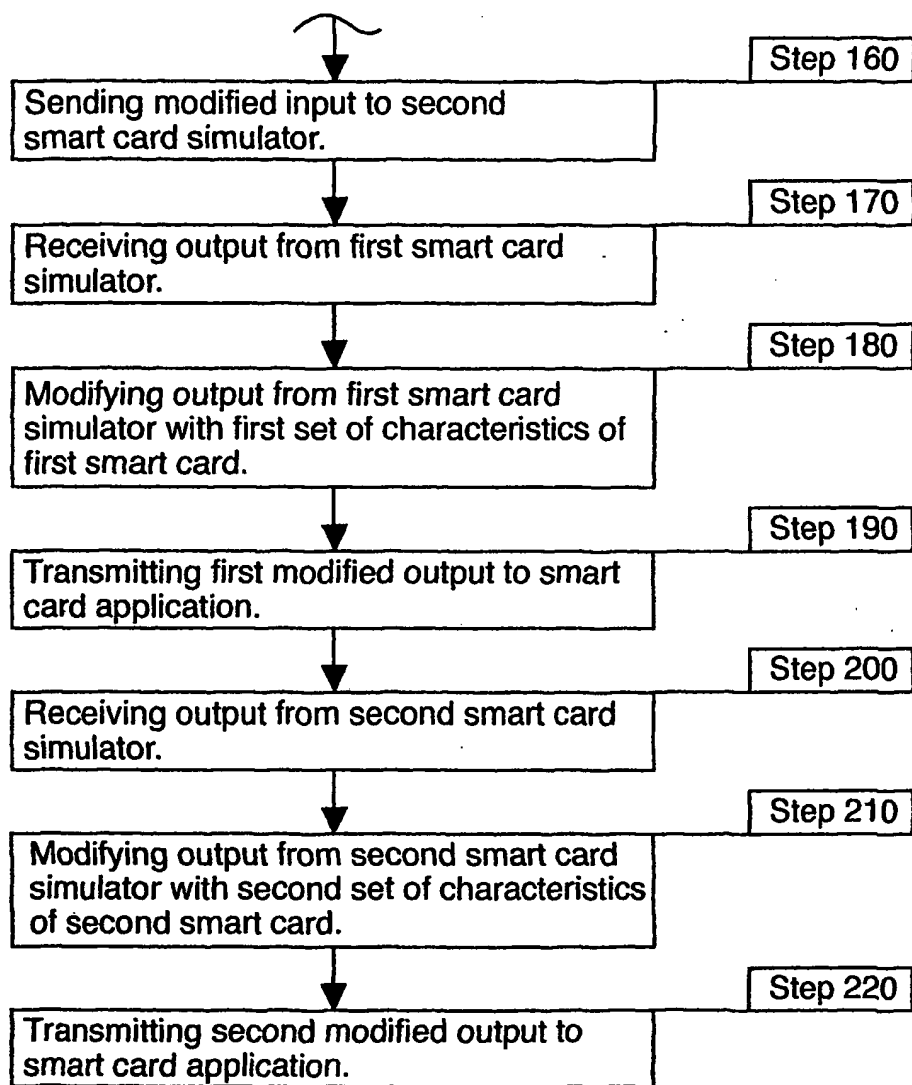 Step 160
Sending modified input to second
smart card simulator.
Step 170
Receiving output from first smart card
simulator.
Step 180
Modifying output from first smart card
simulator with first set of characteristics of
first smart card.
Step 190
Transmitting first modified output to smart
card application.
Step 200
Receiving output from second smart card
simulator.
Step 210
Modifying output from second smart card
simulator with second set of characteristics
of second smart card.
Step 220
Transmitting second modified output to
smart card application.